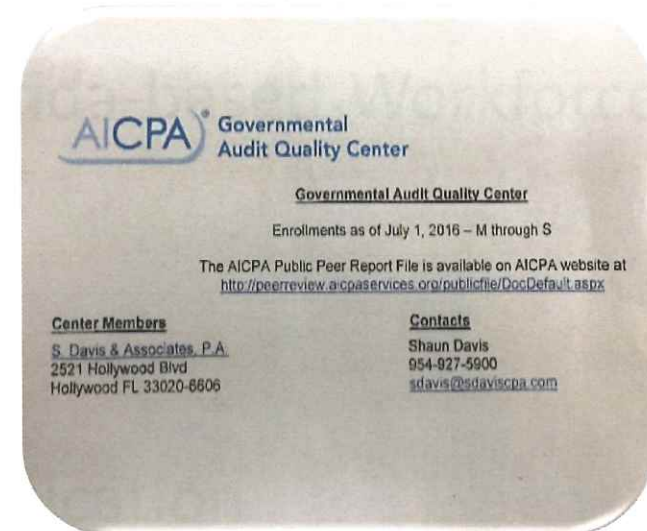 AICPA Governmental
Audit Quality Center
Governmental Audit Quality Center
Enrollments as of July 1, 2016 – M through S
The AICPA Public Peer Report File is available on AICPA website at
http://peerreview.aicpaservices.org/publicfile/DocDefault.aspx
Center Members
S. Davis & Associates, P.A.
2521 Hollywood Blvd
Hollywood FL 33020-6606
Contacts
Shaun Davis
954-927-5900
sdavis@sdaviscpa.com